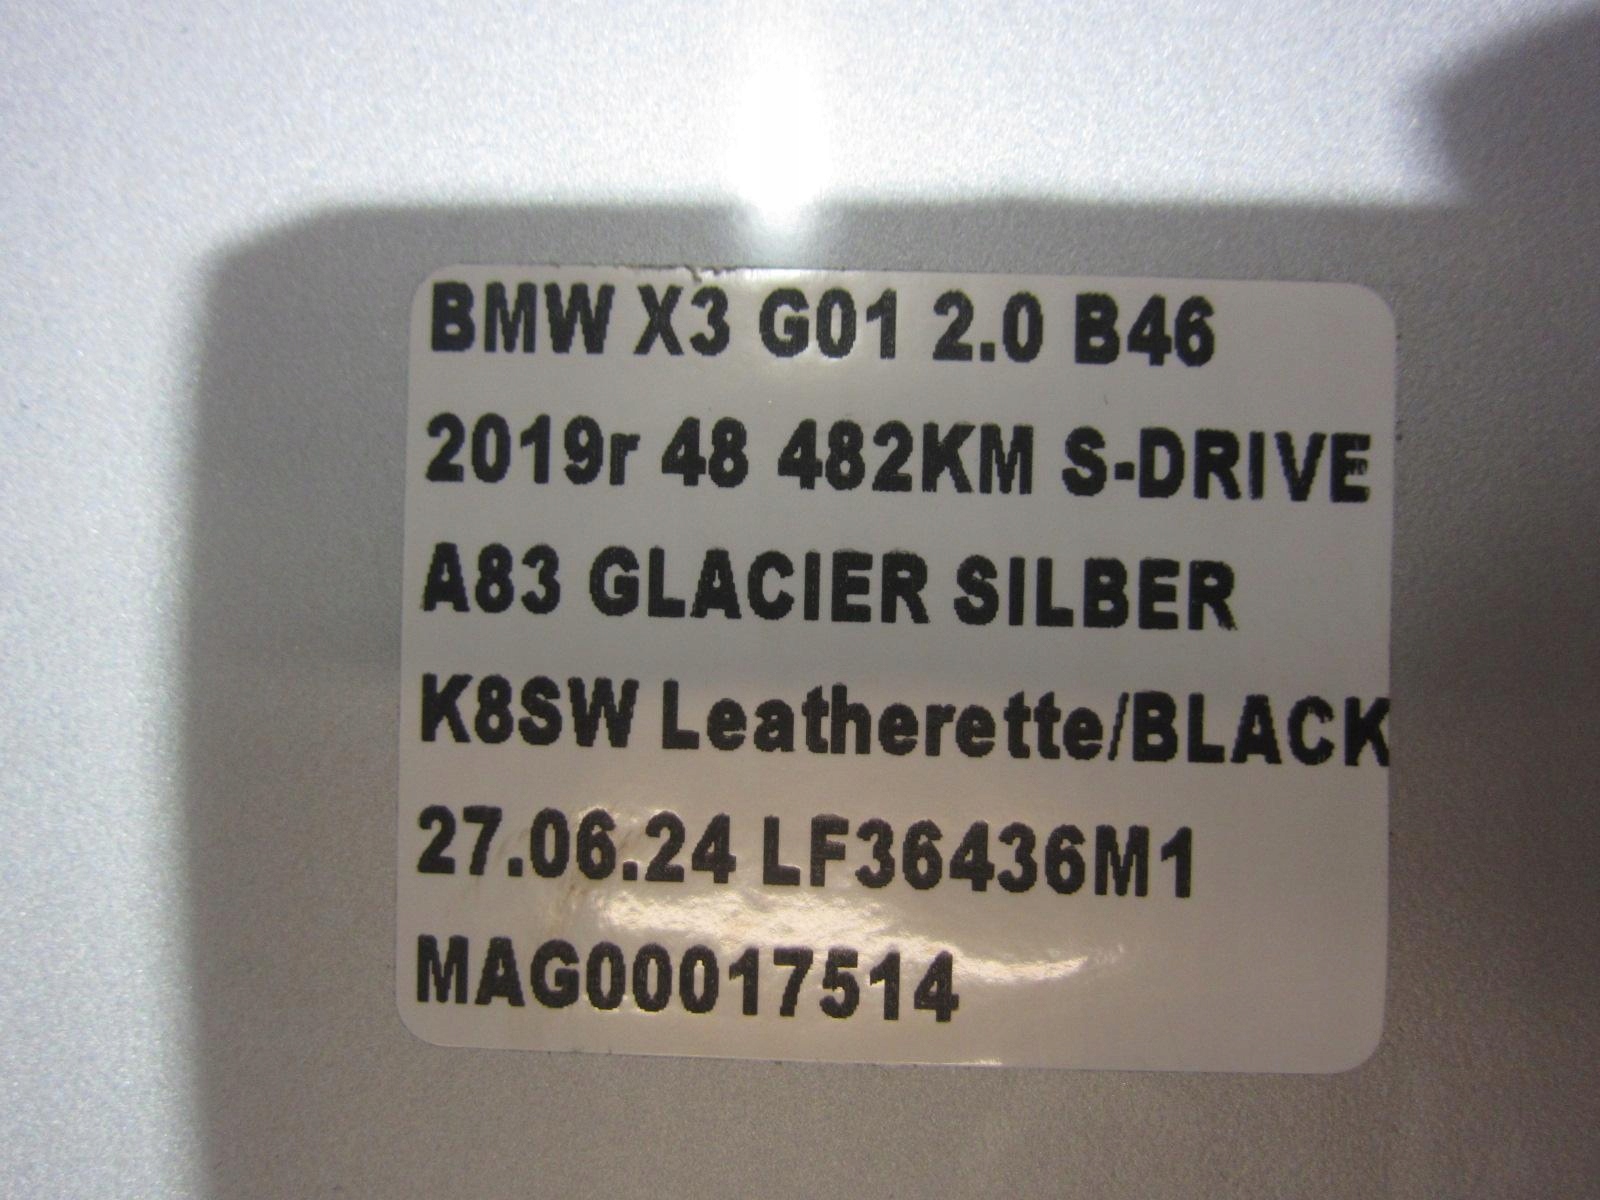 BMW X3 G01 2.0 B46
2019r 48 482KM S-DRIVE
A83 GLACIER SILBER
K8SW Leatherette/BLACK
27.06.24 LF36436M1
MAG00017514